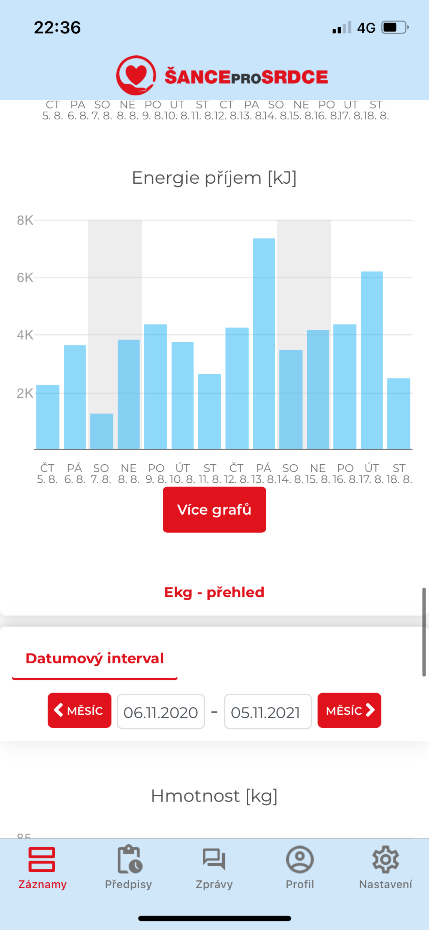 22:36
4G
ŠANCEPROSRDCE
ČT PÁ SO NE PO ÚT ST ČT PÁ SO NE PO ÚT ST
5. 8. 6. 8. 7. 8. 8. 8. 9. 8. 10. 8. 11. 8. 12. 8. 13. 8. 14. 8. 15. 8. 16. 8. 17. 8. 18. 8.
Energie příjem [kJ]
8K
6K
4K
2K
ČT PÁ SO NE PO ÚT ST ČT PÁ SO NE PO ÚT ST
5. 8. 6. 8. 7. 8. 8. 8. 9. 8. 10. 8. 11. 8. 12. 8. 13. 8. 14. 8. 15. 8. 16. 8. 17. 8. 18. 8.
Více grafů
Ekg - přehled
Datumový interval
MĚSÍC 06.11.2020 - 05.11.2021 MĚSÍC
Hmotnost [kg]
Záznamy Předpisy Zprávy Profil Nastavení